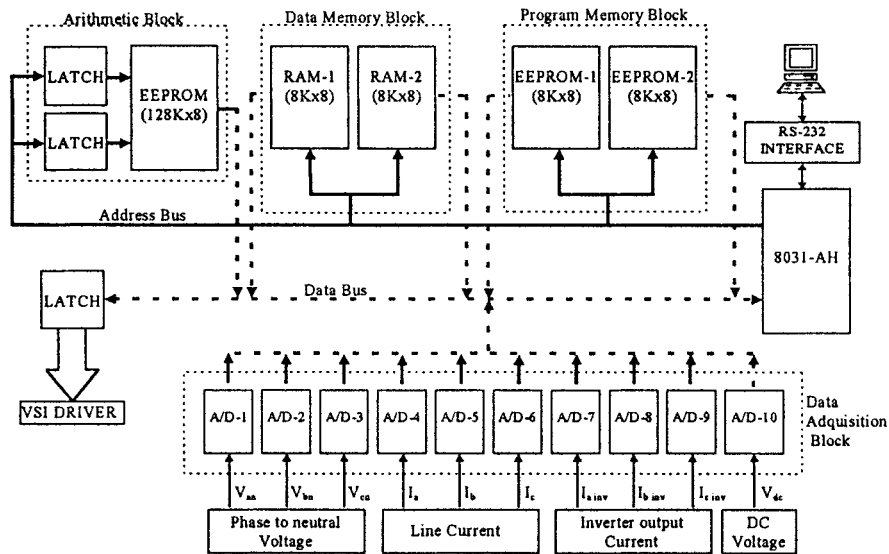 Arithmetic Block
Data Memory Block
Program Memory Block
LATCH
LATCH
EEPROM
(128Kx8)
RAM-1
(8Kx8)
RAM-2
(8Kx8)
EEPROM-1
(8Kx8)
EEPROM-2
(8Kx8)
RS-232
INTERFACE
Address Bus
8031-AH
LATCH
Data Bus
VSI DRIVER
A/D-1
A/D-2
A/D-3
A/D-4
A/D-5
A/D-6
A/D-7
A/D-8
A/D-9
A/D-10
Data
Adquisition
Block
Van
Vbn
Vcn
Ia
Ib
Ic
Ia inv
Ib inv
Ic inv
Vdc
Phase to neutral
Voltage
Line Current
Inverter output
Current
DC
Voltage